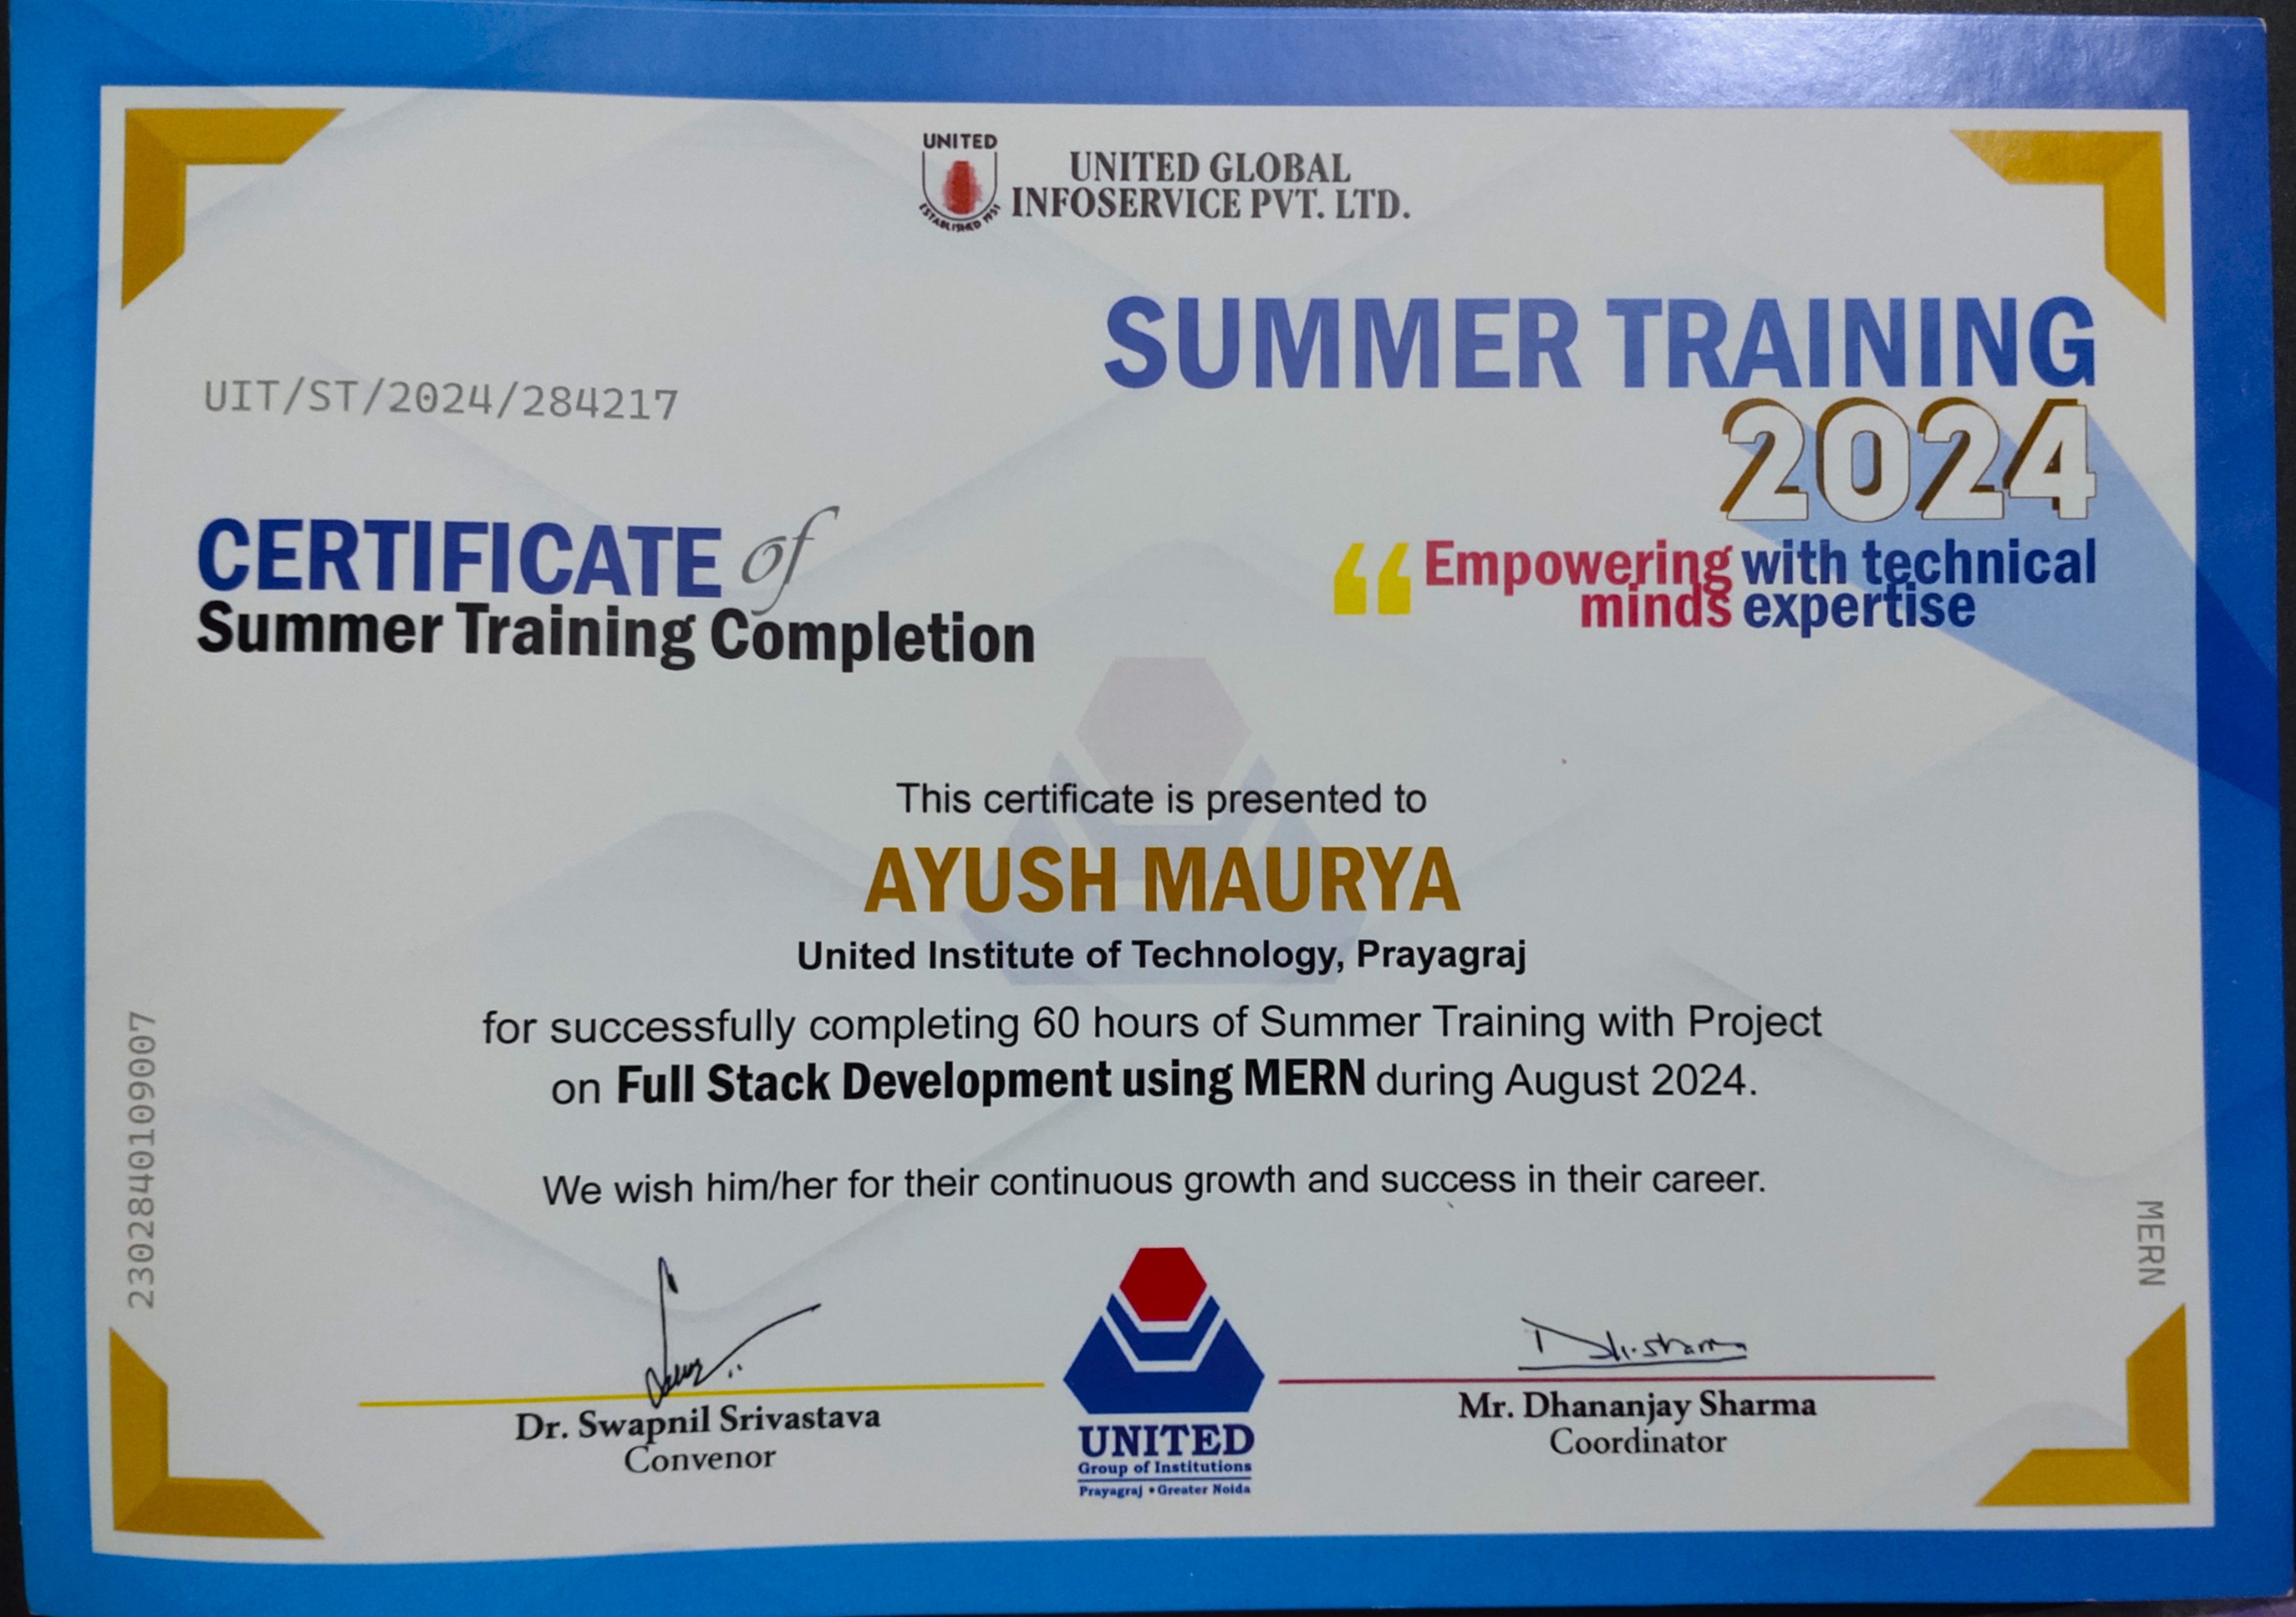 UNITED
ESTABLISHED 1951
UNITED GLOBAL
INFOSERVICE PVT. LTD.
SUMMER TRAINING
2024
“Empowering with technical
minds expertise
UIT/ST/2024/284217
CERTIFICATE of
Summer Training Completion
This certificate is presented to
AYUSH MAURYA
United Institute of Technology, Prayagraj
for successfully completing 60 hours of Summer Training with Project
on Full Stack Development using MERN during August 2024.
We wish him/her for their continuous growth and success in their career.
2302840109007
MERN
Dr. Swapnil Srivastava
Convenor
UNITED
Group of Institutions
Prayagraj • Greater Noida
Dh.sharma
Mr. Dhananjay Sharma
Coordinator